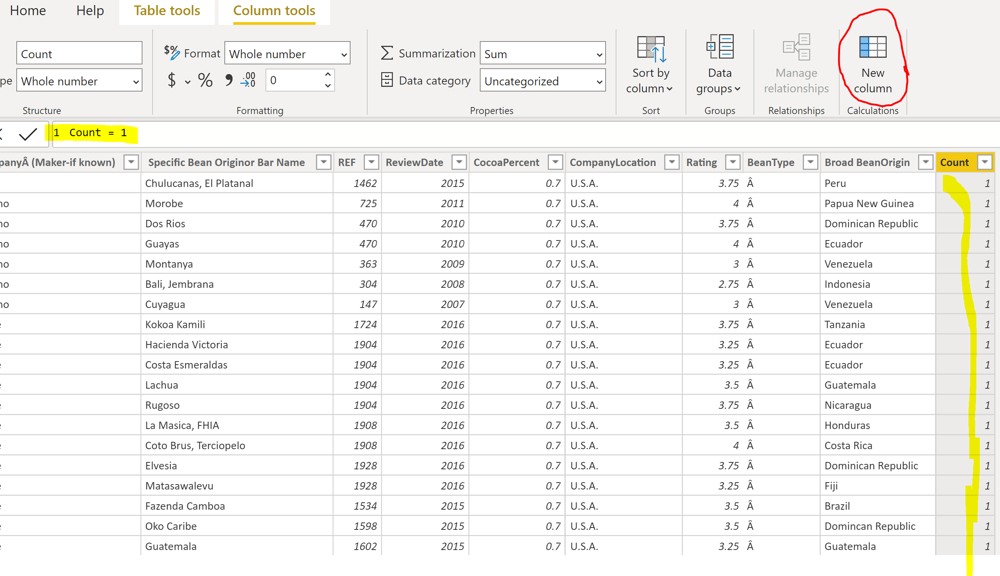 Home Help Table tools Column tools
Count $% Format Whole number Summarization Sum
pe Whole number $ % .00 →0 0 Data category Uncategorized
Sort by column
Data groups
Manage relationships
New column
Structure Formatting Properties Sort Groups Relationships Calculations
1 Count = 1
panyÂ (Maker-if known) Specific Bean Originor Bar Name REF ReviewDate CocoaPercent CompanyLocation Rating BeanType Broad BeanOrigin Count
Chulucanas, El Platanal 1462 2015 0.7 U.S.A. 3.75 Â Peru 1
no Morobe 725 2011 0.7 U.S.A. 4 Â Papua New Guinea 1
no Dos Rios 470 2010 0.7 U.S.A. 3.75 Â Dominican Republic 1
no Guayas 470 2010 0.7 U.S.A. 4 Â Ecuador 1
no Montanya 363 2009 0.7 U.S.A. 3 Â Venezuela 1
no Bali, Jembrana 304 2008 0.7 U.S.A. 2.75 Â Indonesia 1
no Cuyagua 147 2007 0.7 U.S.A. 3 Â Venezuela 1
e Kokoa Kamili 1724 2016 0.7 U.S.A. 3.75 Â Tanzania 1
e Hacienda Victoria 1904 2016 0.7 U.S.A. 3.25 Â Ecuador 1
e Costa Esmeraldas 1904 2016 0.7 U.S.A. 3.25 Â Ecuador 1
e Lachua 1904 2016 0.7 U.S.A. 3.5 Â Guatemala 1
e Rugoso 1904 2016 0.7 U.S.A. 3.75 Â Nicaragua 1
e La Masica, FHIA 1908 2016 0.7 U.S.A. 3.5 Â Honduras 1
e Coto Brus, Terciopelo 1908 2016 0.7 U.S.A. 4 Â Costa Rica 1
e Elvesia 1928 2016 0.7 U.S.A. 3.75 Â Dominican Republic 1
e Matasawalevu 1928 2016 0.7 U.S.A. 3.25 Â Fiji 1
e Fazenda Camboa 1534 2015 0.7 U.S.A. 3.5 Â Brazil 1
e Oko Caribe 1598 2015 0.7 U.S.A. 3.5 Â Domincan Republic 1
e Guatemala 1602 2015 0.7 U.S.A. 3.25 Â Guatemala 1